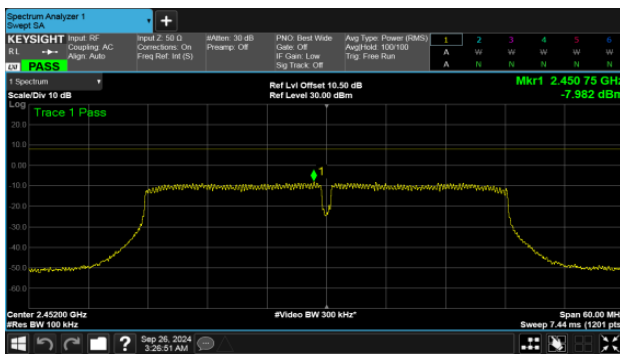 Spectrum Analyzer 1
Swept SA
+
KEYSIGHT Input: RF Input Z: 50 Ω #Atten: 30 dB PNO: Best Wide Avg Type: Power (RMS) 1 2 3 4 5 6
RL Coupling: AC Corrections: On Preamp: Off Gate: Off Avg|Hold: 100/100 A W W W W W
Align: Auto Freq Ref: Int (S) IF Gain: Low Trig: Free Run A N N N N N
LXI PASS Sig Track: Off
1 Spectrum Ref Lvl Offset 10.50 dB Mkr1 2.450 75 GHz
Scale/Div 10 dB Ref Level 30.00 dBm -7.982 dBm
Log Trace 1 Pass
20.0
10.0
0.00
1
-10.0
-20.0
-30.0
-40.0
-50.0
-60.0
Center 2.45200 GHz #Video BW 300 kHz* Span 60.00 MHz
#Res BW 100 kHz Sweep 7.44 ms (1201 pts)
? Sep 26, 2024
3:26:51 AM